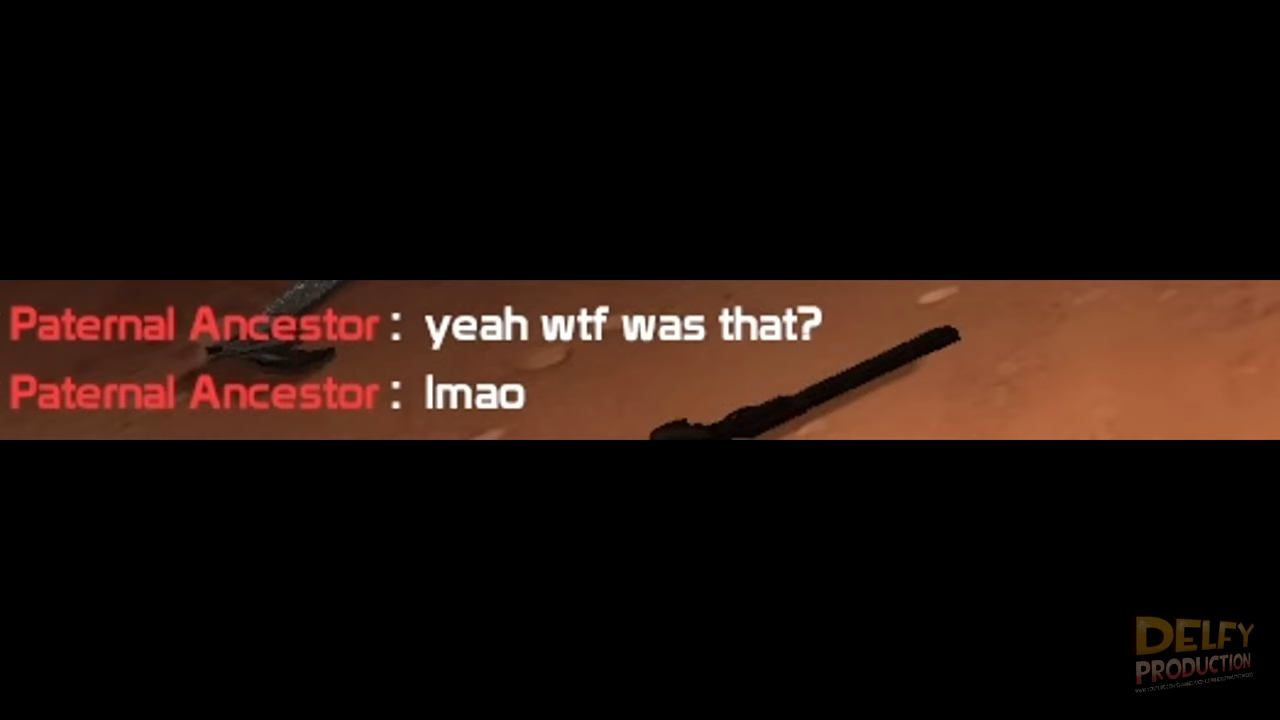 Paternal Ancestor : yeah wtf was that?
Paternal Ancestor : lmao
DELFY
PRODUCTION